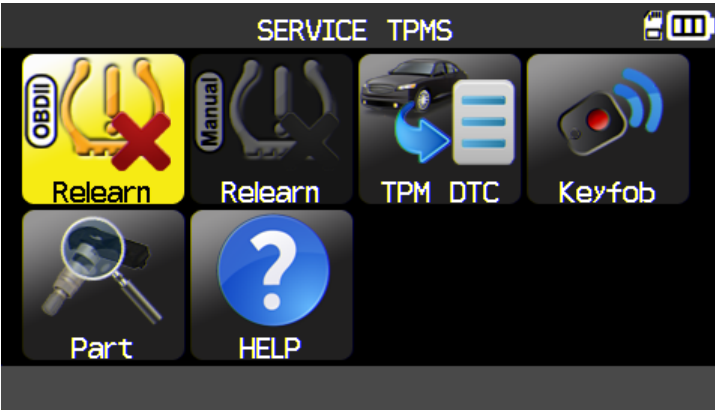 SERVICE TPMS
OBDII
Relearn
Manual
Relearn
TPM DTC
Keyfob
Part
?
HELP